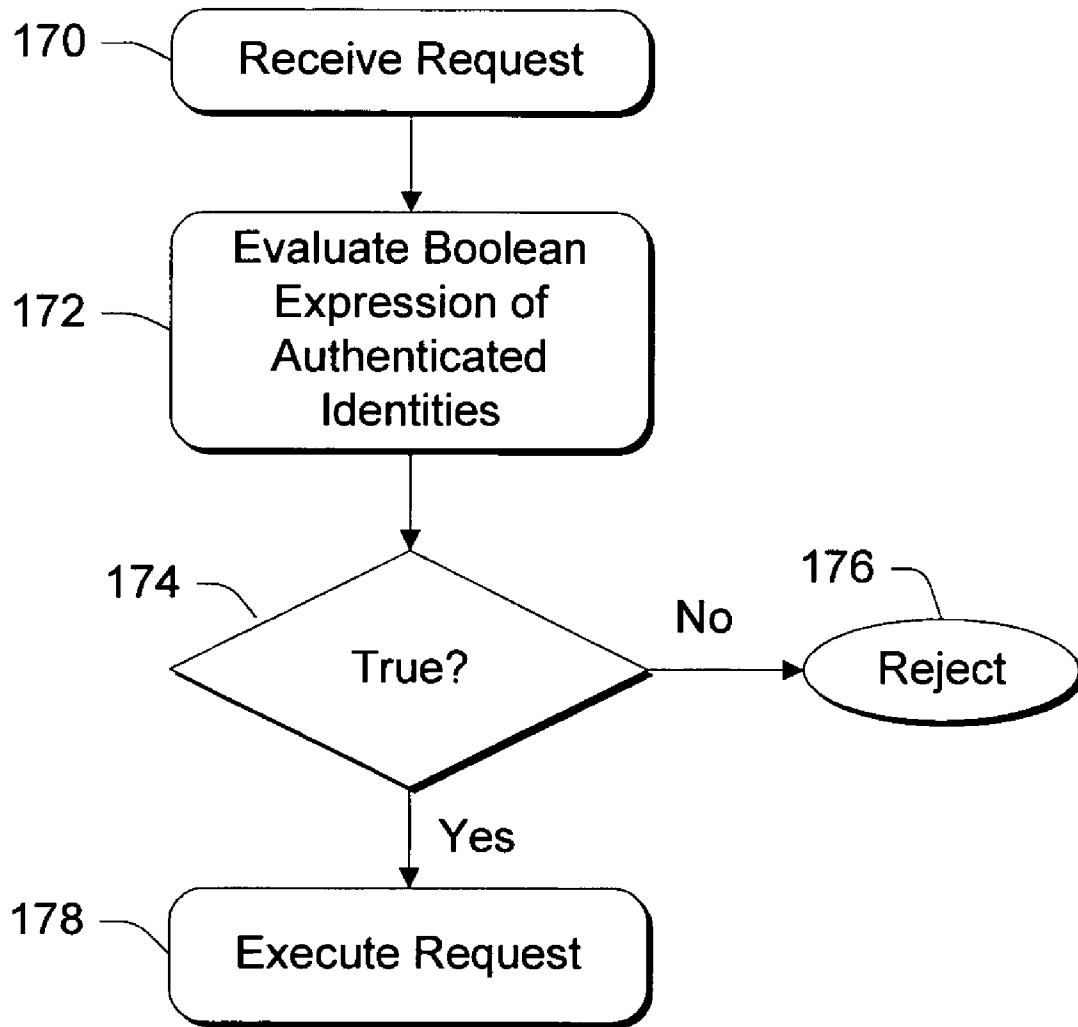 170
Receive Request
172
Evaluate Boolean
Expression of
Authenticated
Identities
174
True?
No
176
Reject
Yes
178
Execute Request